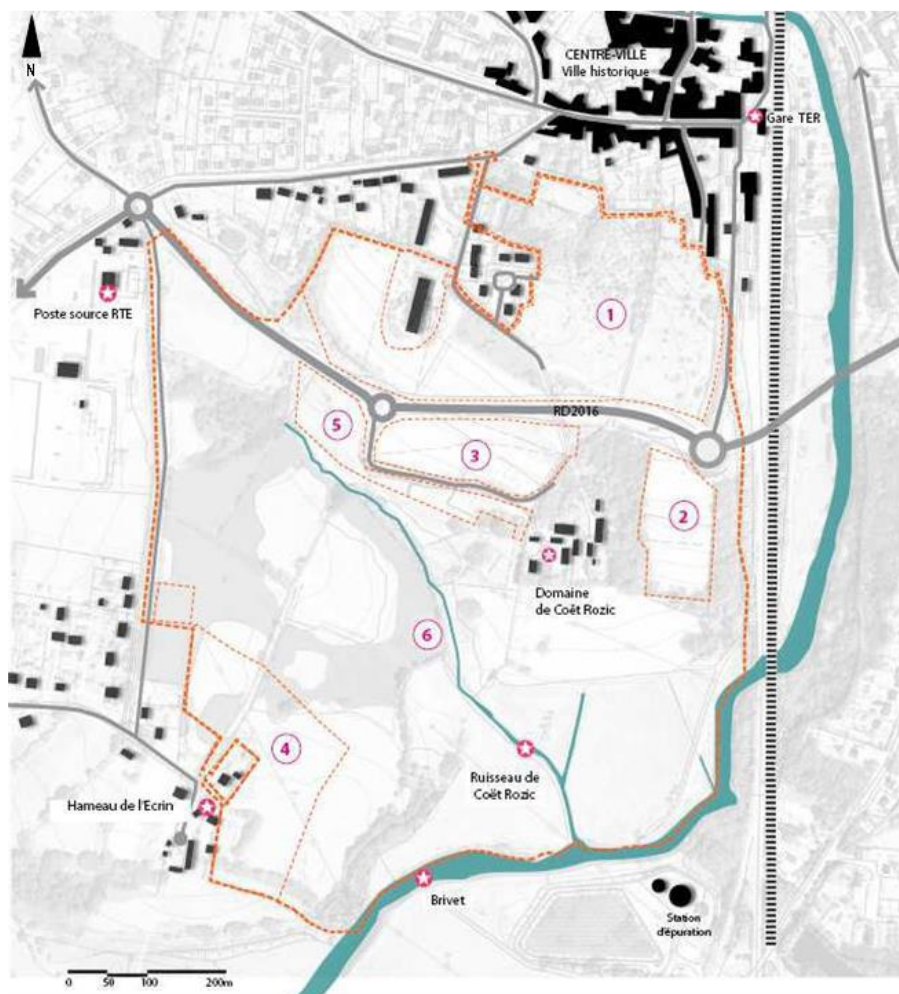 CENTRE-VILLE
Ville historique
N
Gare TER
Poste source RTE
1
RD2016
5
3
2
Domaine
de Coët Rozic
6
4
Ruisseau de
Coët Rozic
Hameau de l'Ecrin
Brivet
Station
d'épuration
0 50 100 200m